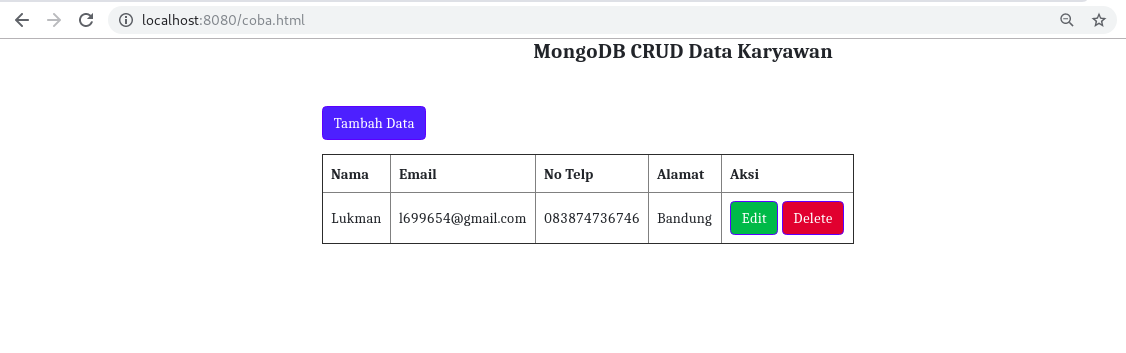 localhost:8080/coba.html
MongoDB CRUD Data Karyawan
Tambah Data
Nama Email No Telp Alamat Aksi
Lukman l699654@gmail.com 083874736746 Bandung Edit Delete